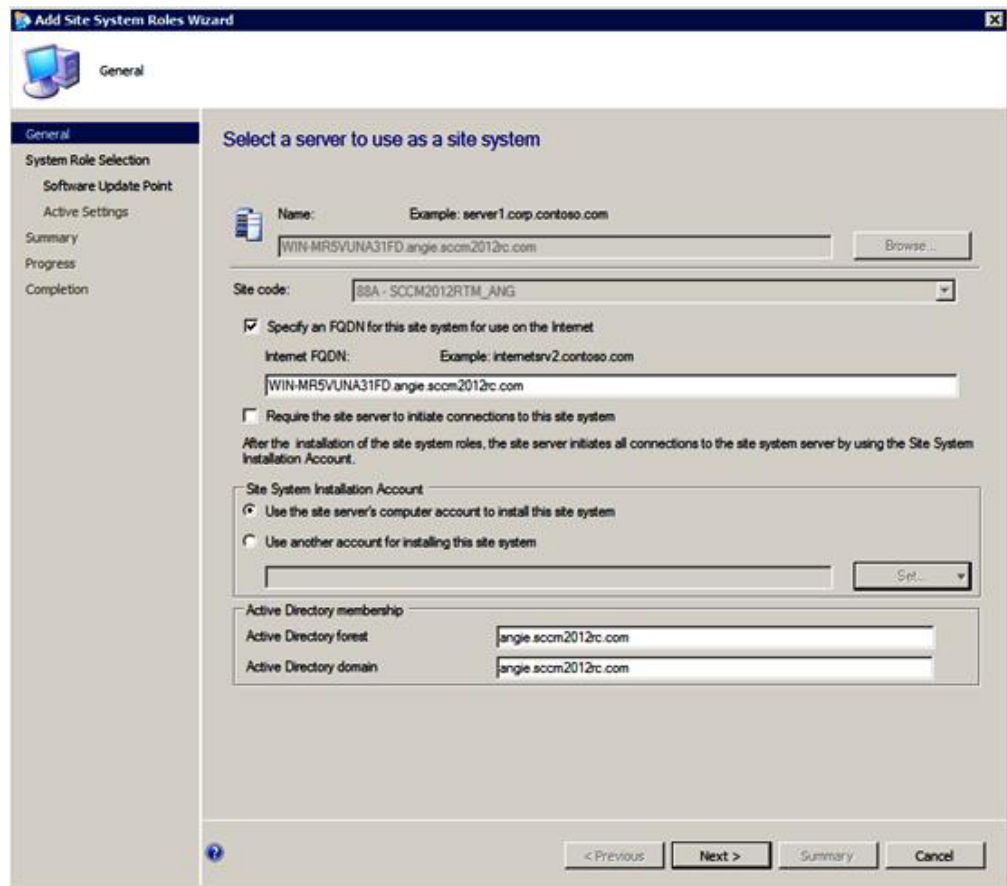 Add Site System Roles Wizard
General
General
System Role Selection
Software Update Point
Active Settings
Summary
Progress
Completion
Select a server to use as a site system
Name: Example: server1.corp.contoso.com
WIN-MR5VUNA31FD.angie.sccm2012rc.com
Browse...
Site code: 88A - SCCM2012RTM_ANG
Specify an FQDN for this site system for use on the Internet
Internet FQDN: Example: internetsrv2.contoso.com
WIN-MR5VUNA31FD.angie.sccm2012rc.com
Require the site server to initiate connections to this site system
After the installation of the site system roles, the site server initiates all connections to the site system server by using the Site System
Installation Account.
Site System Installation Account
Use the site server's computer account to install this site system
Use another account for installing this site system
Set...
Active Directory membership
Active Directory forest angie.sccm2012rc.com
Active Directory domain angie.sccm2012rc.com
< Previous Next > Summary Cancel